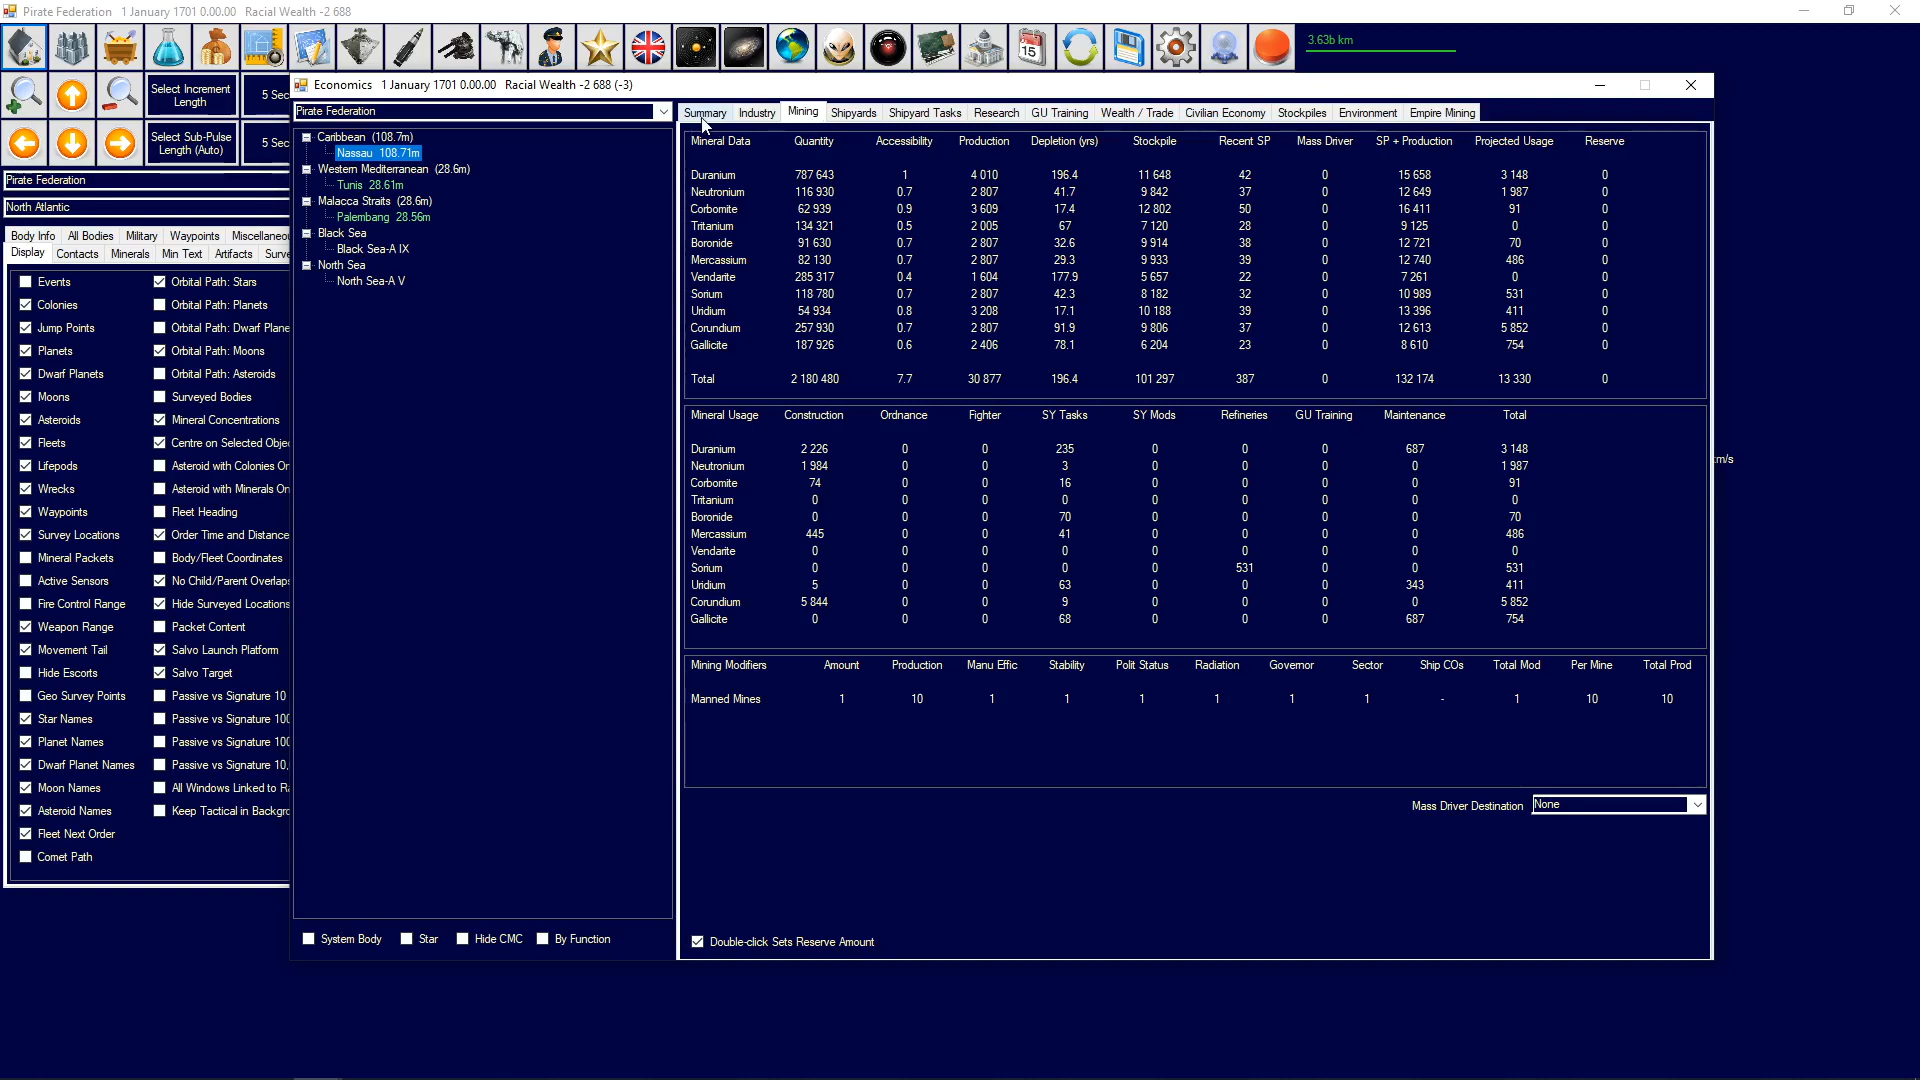 Pirate Federation 1 January 1701 0.00.00 Racial Wealth -2 688
15
3.63b km
Select Increment Length
5 Sec
Select Sub-Pulse Length (Auto)
5 Sec
Pirate Federation
North Atlantic
Body Info All Bodies Military Waypoints Miscellaneou
Display Contacts Minerals Min Text Artifacts Surve
Events Orbital Path: Stars
Colonies Orbital Path: Planets
Jump Points Orbital Path: Dwarf Plane
Planets Orbital Path: Moons
Dwarf Planets Orbital Path: Asteroids
Moons Surveyed Bodies
Asteroids Mineral Concentrations
Fleets Centre on Selected Obje
Lifepods Asteroid with Colonies On
Wrecks Asteroid with Minerals On
Waypoints Fleet Heading
Survey Locations Order Time and Distance
Mineral Packets Body/Fleet Coordinates
Active Sensors No Child/Parent Overlaps
Fire Control Range Hide Surveyed Locations
Weapon Range Packet Content
Movement Tail Salvo Launch Platform
Hide Escorts Salvo Target
Geo Survey Points Passive vs Signature 10
Star Names Passive vs Signature 100
Planet Names Passive vs Signature 100
Dwarf Planet Names Passive vs Signature 10,
Moon Names All Windows Linked to Ra
Asteroid Names Keep Tactical in Backgro
Fleet Next Order
Comet Path
Economics 1 January 1701 0.00.00 Racial Wealth -2 688 (-3)
Pirate Federation
Caribbean (108.7m)
Nassau 108.71m
Western Mediterranean (28.6m)
Tunis 28.61m
Malacca Straits (28.6m)
Palembang 28.56m
Black Sea
Black Sea-A IX
North Sea
North Sea-A V
System Body Star Hide CMC By Function
Summary Industry Mining Shipyards Shipyard Tasks Research GU Training Wealth / Trade Civilian Economy Stockpiles Environment Empire Mining
Mineral Data Quantity Accessibility Production Depletion (yrs) Stockpile Recent SP Mass Driver SP + Production Projected Usage Reserve
Duranium 787 643 1 4 010 196.4 11 648 42 0 15 658 3 148 0
Neutronium 116 930 0.7 2 807 41.7 9 842 37 0 12 649 1 987 0
Corbomite 62 939 0.9 3 609 17.4 12 802 50 0 16 411 91 0
Tritanium 134 321 0.5 2 005 67 7 120 28 0 9 125 0 0
Boronide 91 630 0.7 2 807 32.6 9 914 38 0 12 721 70 0
Mercassium 82 130 0.7 2 807 29.3 9 933 39 0 12 740 486 0
Vendarite 285 317 0.4 1 604 177.9 5 657 22 0 7 261 0 0
Sorium 118 780 0.7 2 807 42.3 8 182 32 0 10 989 531 0
Uridium 54 934 0.8 3 208 17.1 10 188 39 0 13 396 411 0
Corundium 257 930 0.7 2 807 91.9 9 806 37 0 12 613 5 852 0
Gallicite 187 926 0.6 2 406 78.1 6 204 23 0 8 610 754 0
Total 2 180 480 7.7 30 877 196.4 101 297 387 0 132 174 13 330 0
Mineral Usage Construction Ordnance Fighter SY Tasks SY Mods Refineries GU Training Maintenance Total
Duranium 2 226 0 0 235 0 0 0 687 3 148
Neutronium 1 984 0 0 3 0 0 0 0 1 987
Corbomite 74 0 0 16 0 0 0 0 91
Tritanium 0 0 0 0 0 0 0 0 0
Boronide 0 0 0 70 0 0 0 0 70
Mercassium 445 0 0 41 0 0 0 0 486
Vendarite 0 0 0 0 0 0 0 0 0
Sorium 0 0 0 0 0 531 0 0 531
Uridium 5 0 0 63 0 0 0 343 411
Corundium 5 844 0 0 9 0 0 0 0 5 852
Gallicite 0 0 0 68 0 0 0 687 754
Mining Modifiers Amount Production Manu Effic Stability Polit Status Radiation Governor Sector Ship COs Total Mod Per Mine Total Prod
Manned Mines 1 10 1 1 1 1 1 1 - 1 10 10
Mass Driver Destination None
Double-click Sets Reserve Amount
m/s